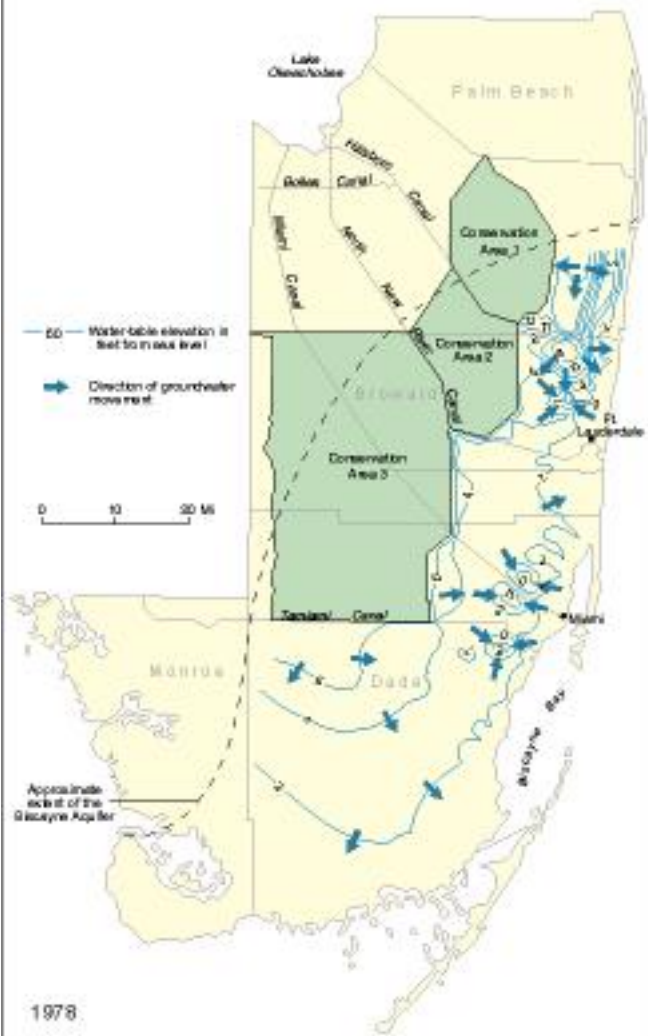 Lake
Okeechobee
Palm Beach
Hillsboro
Canal
Bolles Canal
Miami
Canal
North
New
River
Canal
Conservation
Area 1
Conservation
Area 2
Broward
Conservation
Area 3
60
Water-table elevation in
feet from sea level
Direction of groundwater
movement
0 10 20 Mi
Ft.
Lauderdale
Tamiami Canal
Miami
Monroe
Dade
Biscayne Bay
Approximate
extent of the
Biscayne Aquifer
1978